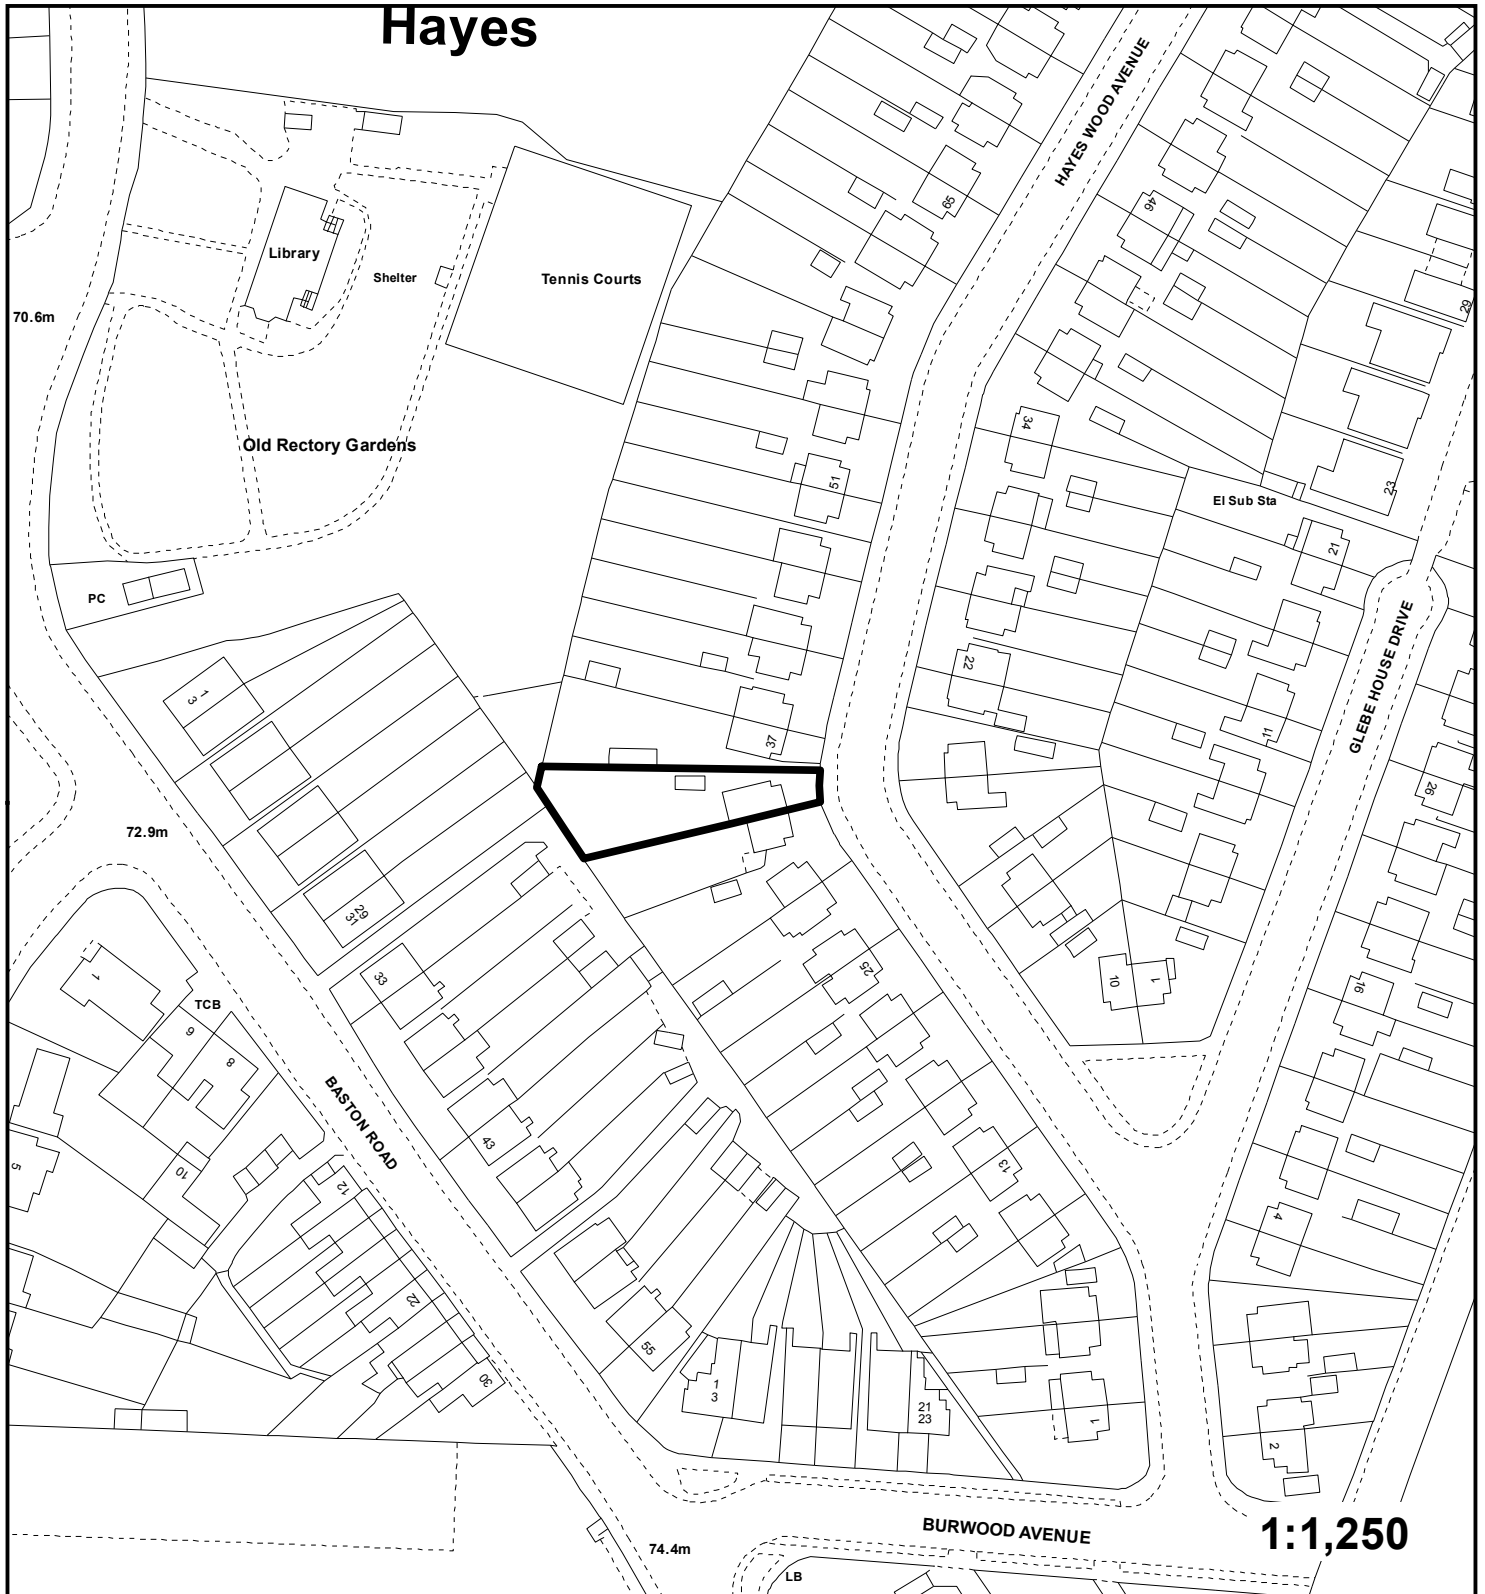 Hayes
HAYES WOOD AVENUE
65
46
Library
Shelter
Tennis Courts
29
70.6m
Old Rectory Gardens
34
51
23
El Sub Sta
21
PC
GLEBE HOUSE DRIVE
22
1
3
37
11
26
72.9m
29
31
33
25
1
10
1
16
TCB
6
8
BASTON ROAD
43
13
5
10
12
4
22
55
30
1
3
21
23
1
2
BURWOOD AVENUE
1:1,250
74.4m
LB